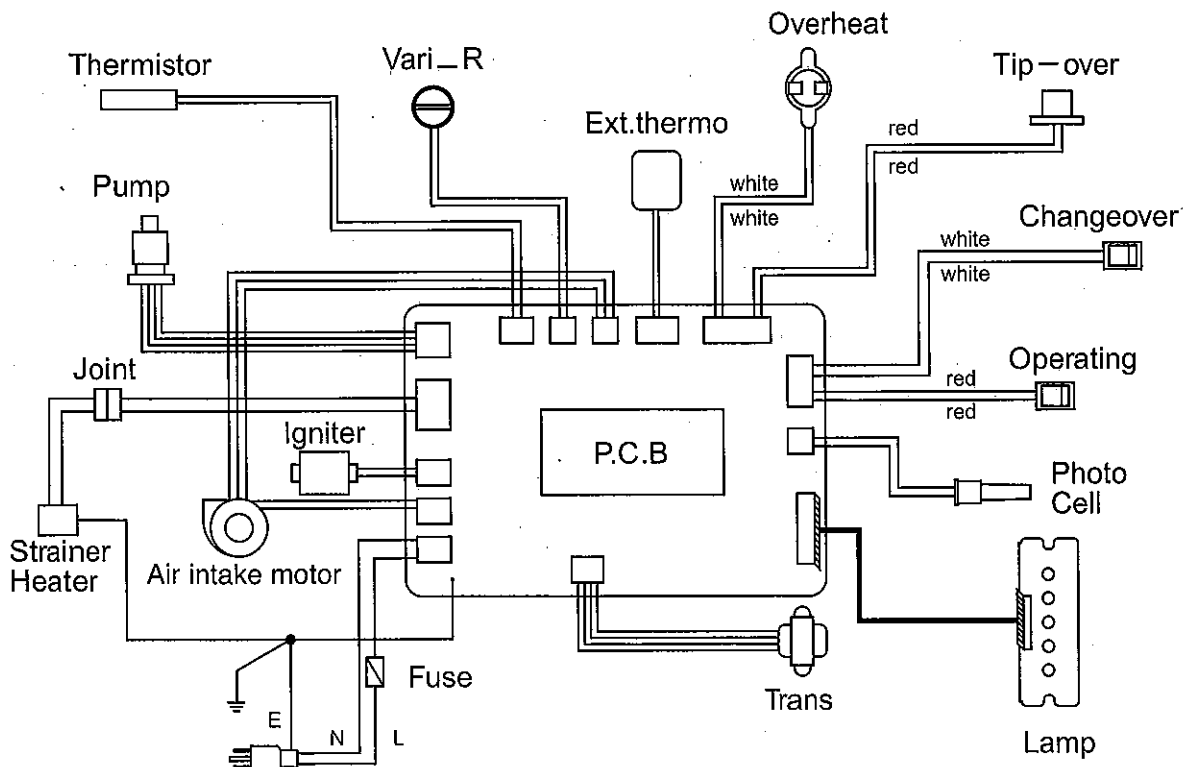 Overheat
Vari_R
Tip-over
Thermistor
Ext.thermo
red
red
Pump
white
white
Changeover
white
white
Joint
Operating
red
red
Igniter
P.C.B
Photo
Cell
Strainer
Heater
Air intake motor
Fuse
Trans
E
N
L
Lamp